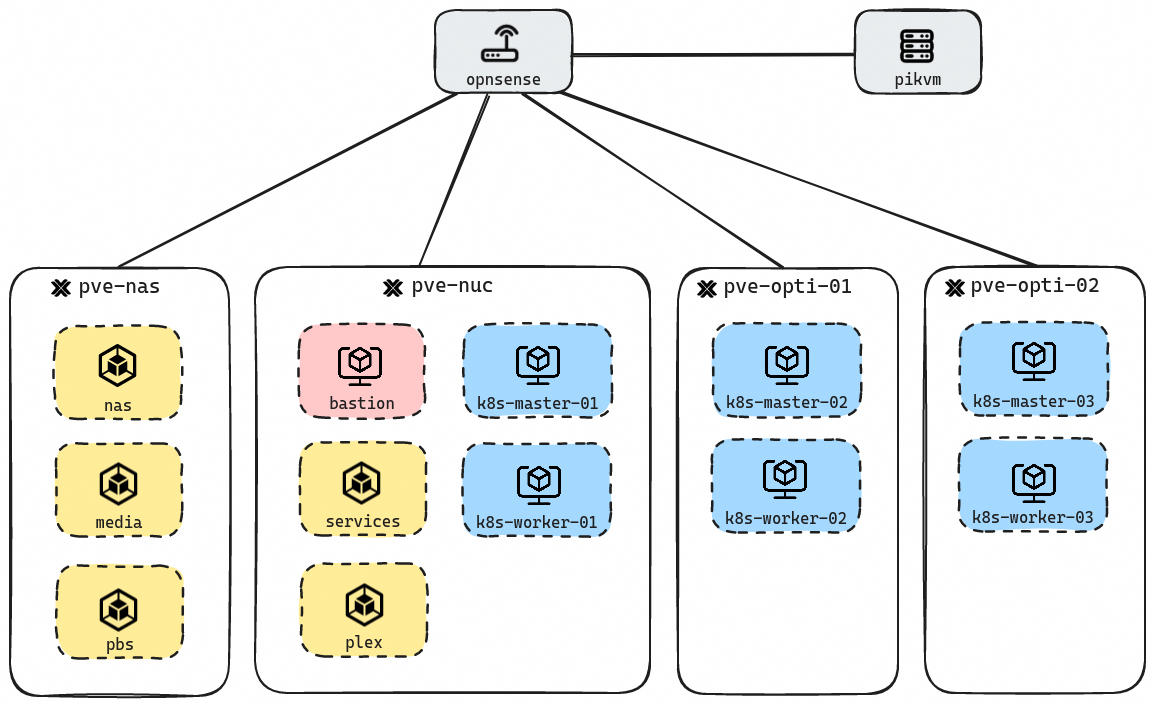 opnsense
pikvm
pve-nas
nas
media
pbs
pve-nuc
bastion
k8s-master-01
services
k8s-worker-01
plex
pve-opti-01
k8s-master-02
k8s-worker-02
pve-opti-02
k8s-master-03
k8s-worker-03